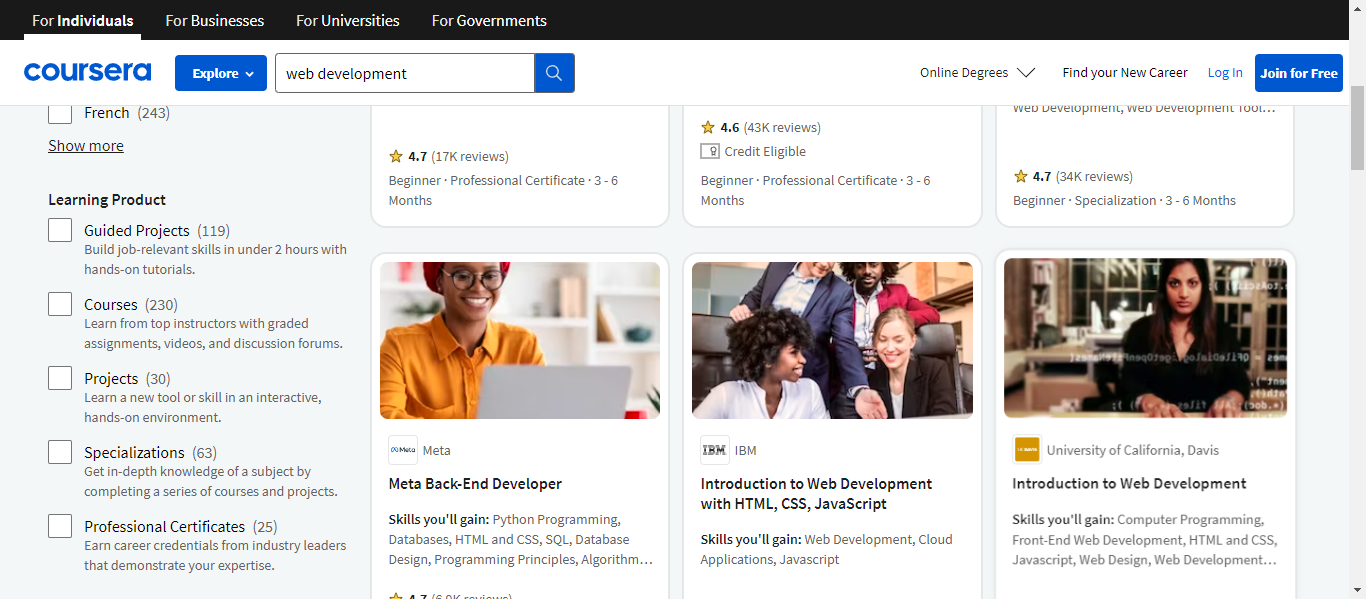 For Individuals
For Businesses
For Universities
For Governments
coursera
Explore
web development
Online Degrees
Find your New Career
Log In
Join for Free
French (243)
Show more
Learning Product
Guided Projects (119)
Build job-relevant skills in under 2 hours with
hands-on tutorials.
Courses (230)
Learn from top instructors with graded
assignments, videos, and discussion forums.
Projects (30)
Learn a new tool or skill in an interactive,
hands-on environment.
Specializations (63)
Get in-depth knowledge of a subject by
completing a series of courses and projects.
Professional Certificates (25)
Earn career credentials from industry leaders
that demonstrate your expertise.
4.7 (17K reviews)
Beginner · Professional Certificate · 3 - 6
Months
4.6 (43K reviews)
Credit Eligible
Beginner · Professional Certificate · 3 - 6
Months
Web Development, Web Development Tool...
4.7 (34K reviews)
Beginner · Specialization · 3 - 6 Months
Meta
Meta
Meta Back-End Developer
Skills you'll gain: Python Programming,
Databases, HTML and CSS, SQL, Database
Design, Programming Principles, Algorithm...
4.7 (6.0K reviews)
IBM
IBM
Introduction to Web Development
with HTML, CSS, JavaScript
Skills you'll gain: Web Development, Cloud
Applications, Javascript
University of California, Davis
Introduction to Web Development
Skills you'll gain: Computer Programming,
Front-End Web Development, HTML and CSS,
Javascript, Web Design, Web Development...